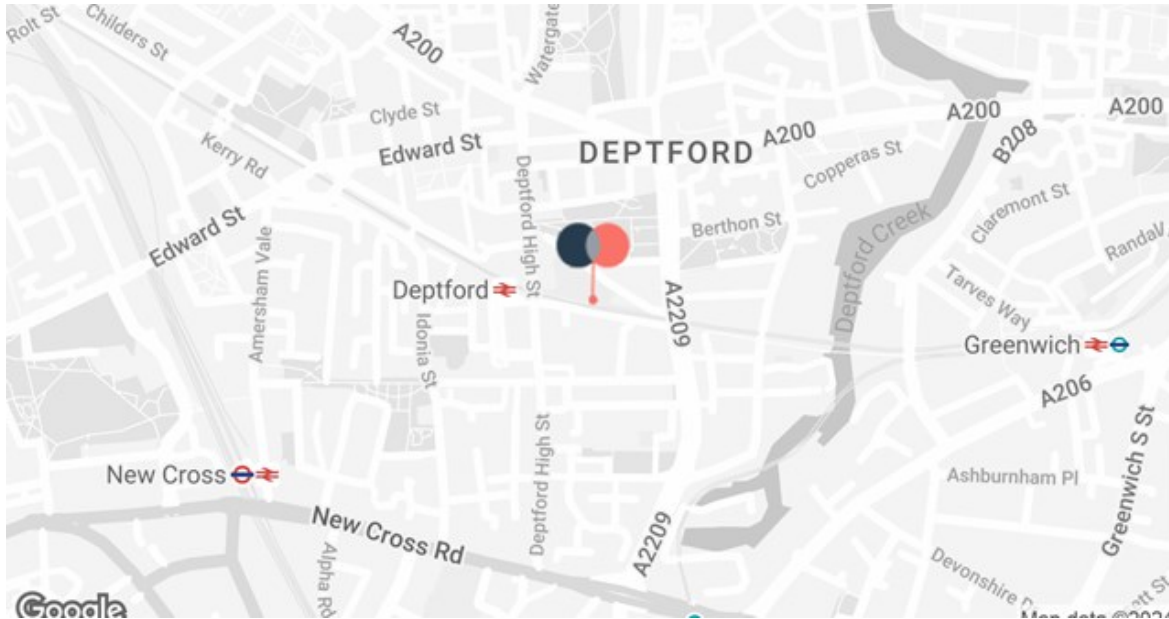 Rolt St
Childers St
A200
Watergate
Clyde St
Kerry Rd
Edward St
DEPTFORD
A200
A200
A200
B208
Copperas St
Deptford High St
Berthon St
Claremont St
Edward St
Amersham Vale
Deptford Creek
Tarves Way
Deptford
Idonia St
A2209
Greenwich
A206
Greenwich S St
New Cross
Deptford High St
Ashburnham Pl
New Cross Rd
Alpha Rd
A2209
Devonshire
Google
Map data ©2024